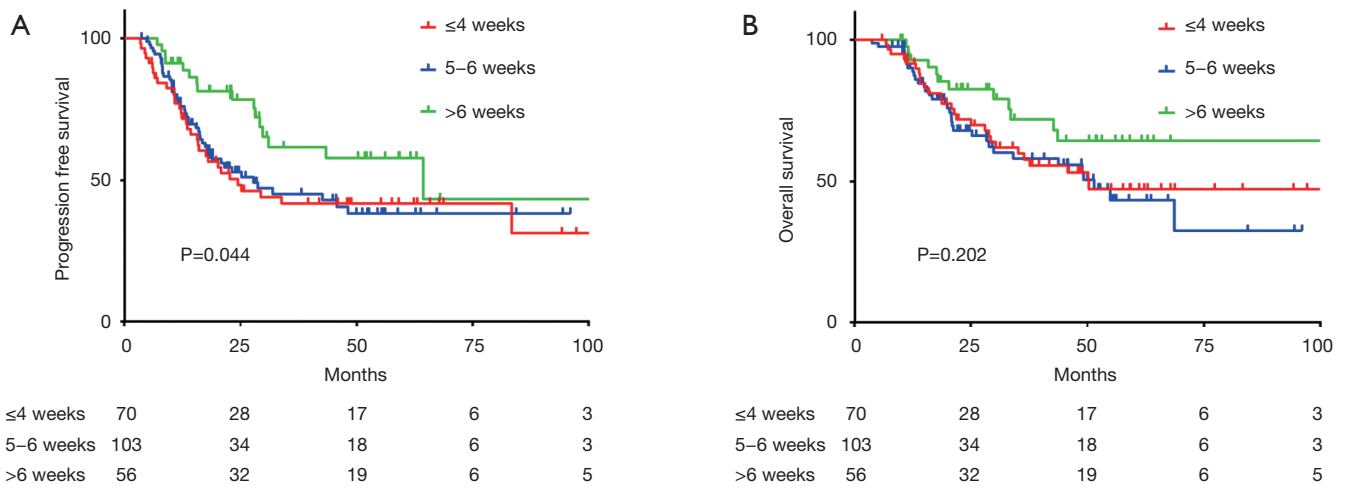 A
Progression free survival
100
50
0
≤4 weeks
5–6 weeks
>6 weeks
P=0.044
0 25 50 75 100
Months
≤4 weeks 70 28 17 6 3
5–6 weeks 103 34 18 6 3
>6 weeks 56 32 19 6 5
B
Overall survival
100
50
0
≤4 weeks
5–6 weeks
>6 weeks
P=0.202
0 25 50 75 100
Months
≤4 weeks 70 28 17 6 3
5–6 weeks 103 34 18 6 3
>6 weeks 56 32 19 6 5